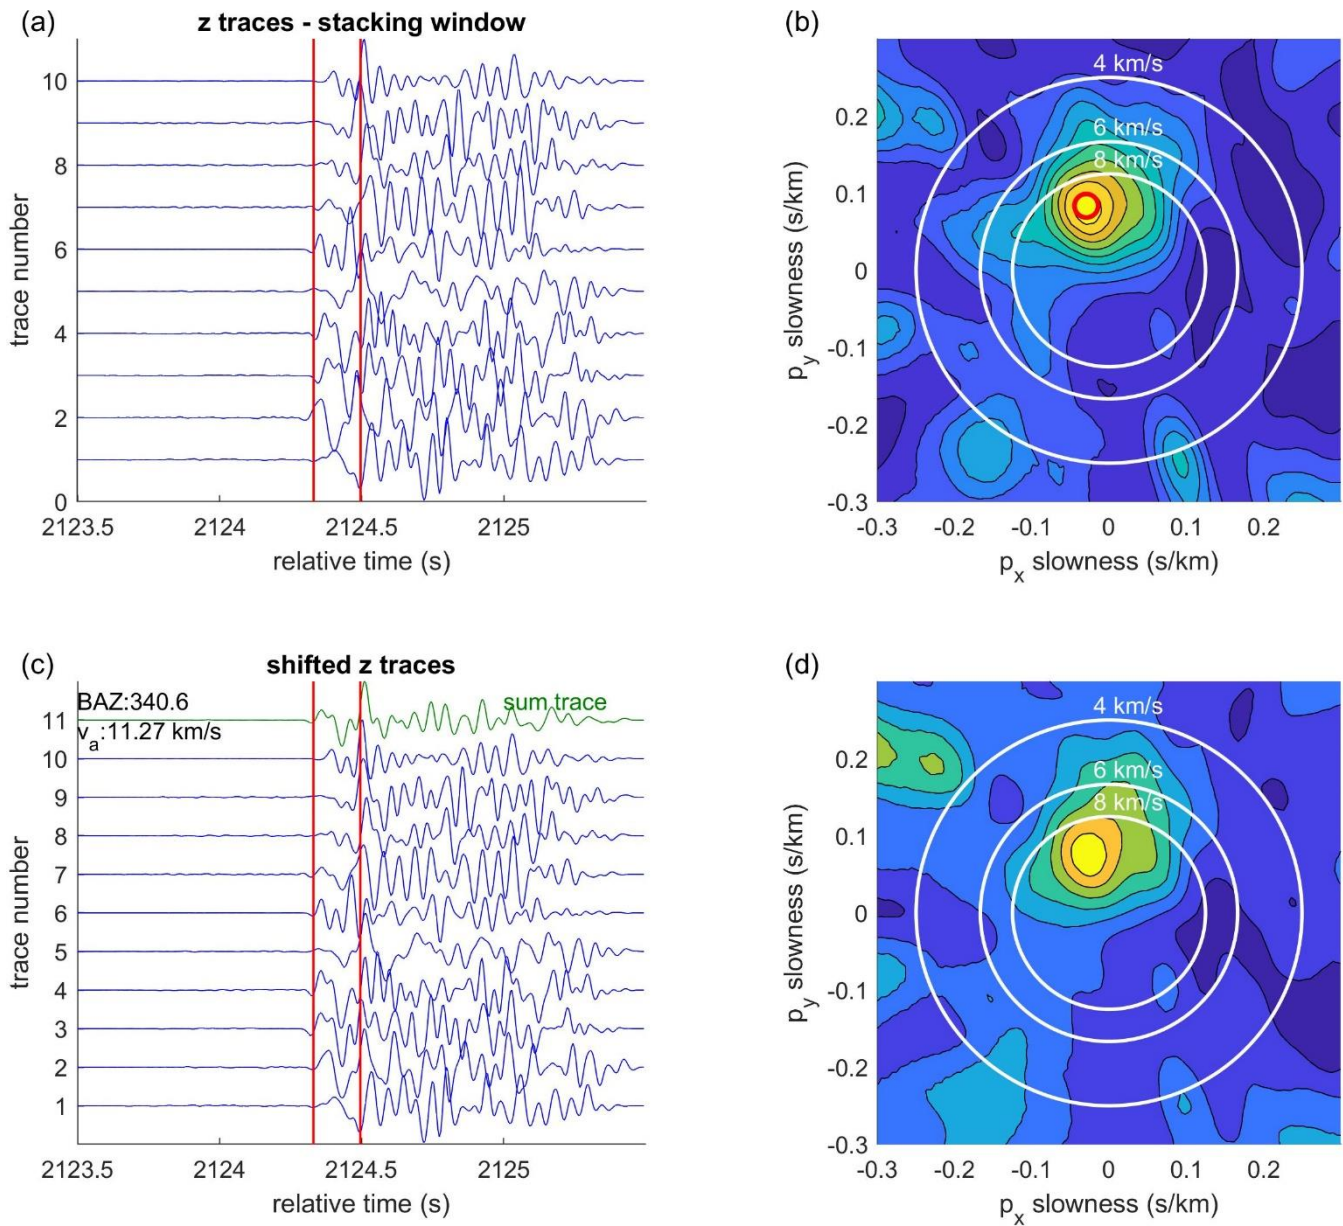 (a)
z traces - stacking window
10
8
6
4
2
0
trace number
2123.5
2124
2124.5
2125
relative time (s)
(b)
4 km/s
6 km/s
8 km/s
0.2
0.1
0
-0.1
-0.2
-0.3
p_y slowness (s/km)
-0.3
-0.2
-0.1
0
0.1
0.2
p_x slowness (s/km)
(c)
shifted z traces
BAZ:340.6
v_a:11.27 km/s
sum trace
11
10
9
8
7
6
5
4
3
2
1
trace number
2123.5
2124
2124.5
2125
relative time (s)
(d)
4 km/s
6 km/s
8 km/s
0.2
0.1
0
-0.1
-0.2
-0.3
p_y slowness (s/km)
-0.3
-0.2
-0.1
0
0.1
0.2
p_x slowness (s/km)